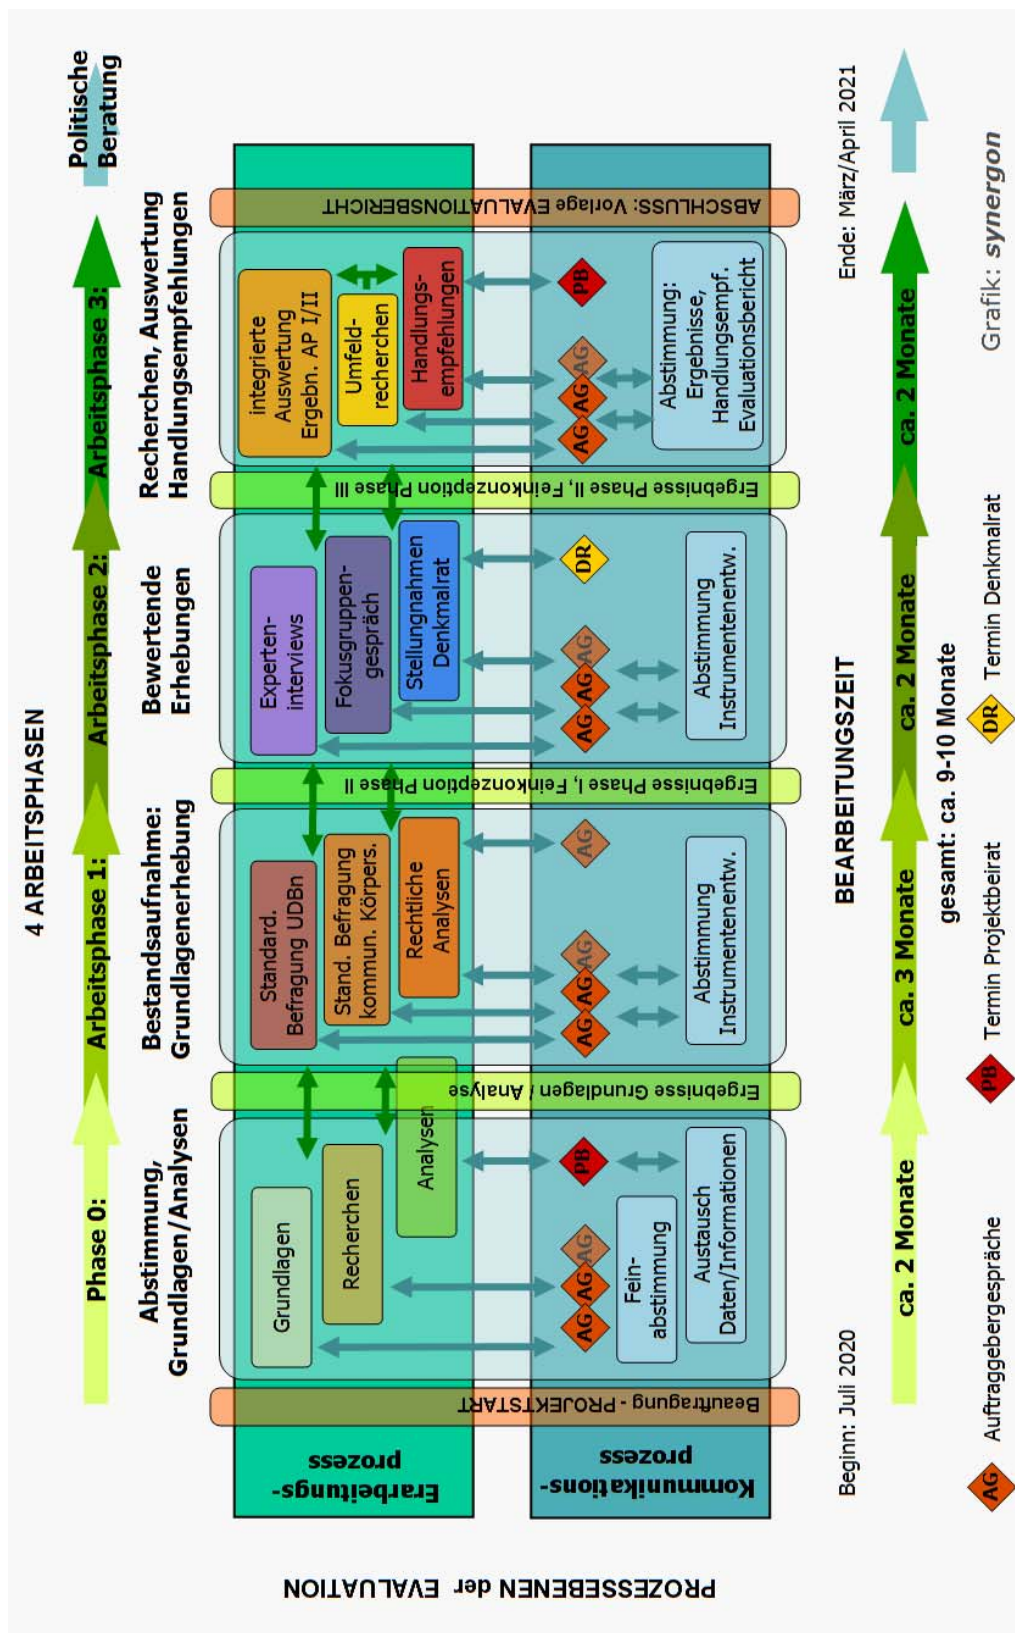 4 ARBEITSPHASEN
Phase 0:
Arbeitsphase 1:
Arbeitsphase 2:
Arbeitsphase 3:
Politische
Beratung
Abstimmung,
Grundlagen/Analysen
Bestandsaufnahme:
Grundlagenerhebung
Bewertende
Erhebungen
Recherchen, Auswertung
Handlungsempfehlungen
PROZESSEBENEN der EVALUATION
Erarbeitungs-
prozess
Kommunikations-
prozess
Beauftragung - PROJEKTSTART
Grundlagen
Recherchen
Analysen
AG
AG
AG
PB
Fein-
abstimmung
Austausch
Daten/Informationen
Ergebnisse Grundlagen / Analyse
Standard.
Befragung UDBn
Stand. Befragung
kommun. Körpers.
Rechtliche
Analysen
AG
AG
AG
AG
Abstimmung
Instrumentenentw.
Ergebnisse Phase I, Feinkonzeption Phase II
Experten-
interviews
Fokusgruppen-
gespräch
Stellungnahmen
Denkmalrat
AG
AG
AG
DR
Abstimmung
Instrumentenentw.
Ergebnisse Phase II, Feinkonzeption Phase III
integrierte
Auswertung
Ergebn. AP I/II
Umfeld-
recherchen
Handlungs-
empfehlungen
AG
AG
AG
PB
Abstimmung:
Ergebnisse,
Handlungsempf.
Evaluationsbericht
ABSCHLUSS: Vorlage EVALUATIONSBERICHT
Beginn: Juli 2020
BEARBEITUNGSZEIT
Ende: März/April 2021
ca. 2 Monate
ca. 3 Monate
ca. 2 Monate
ca. 2 Monate
gesamt: ca. 9-10 Monate
AG Auftraggebergespräche
PB Termin Projektbeirat
DR Termin Denkmalrat
Grafik: synergon